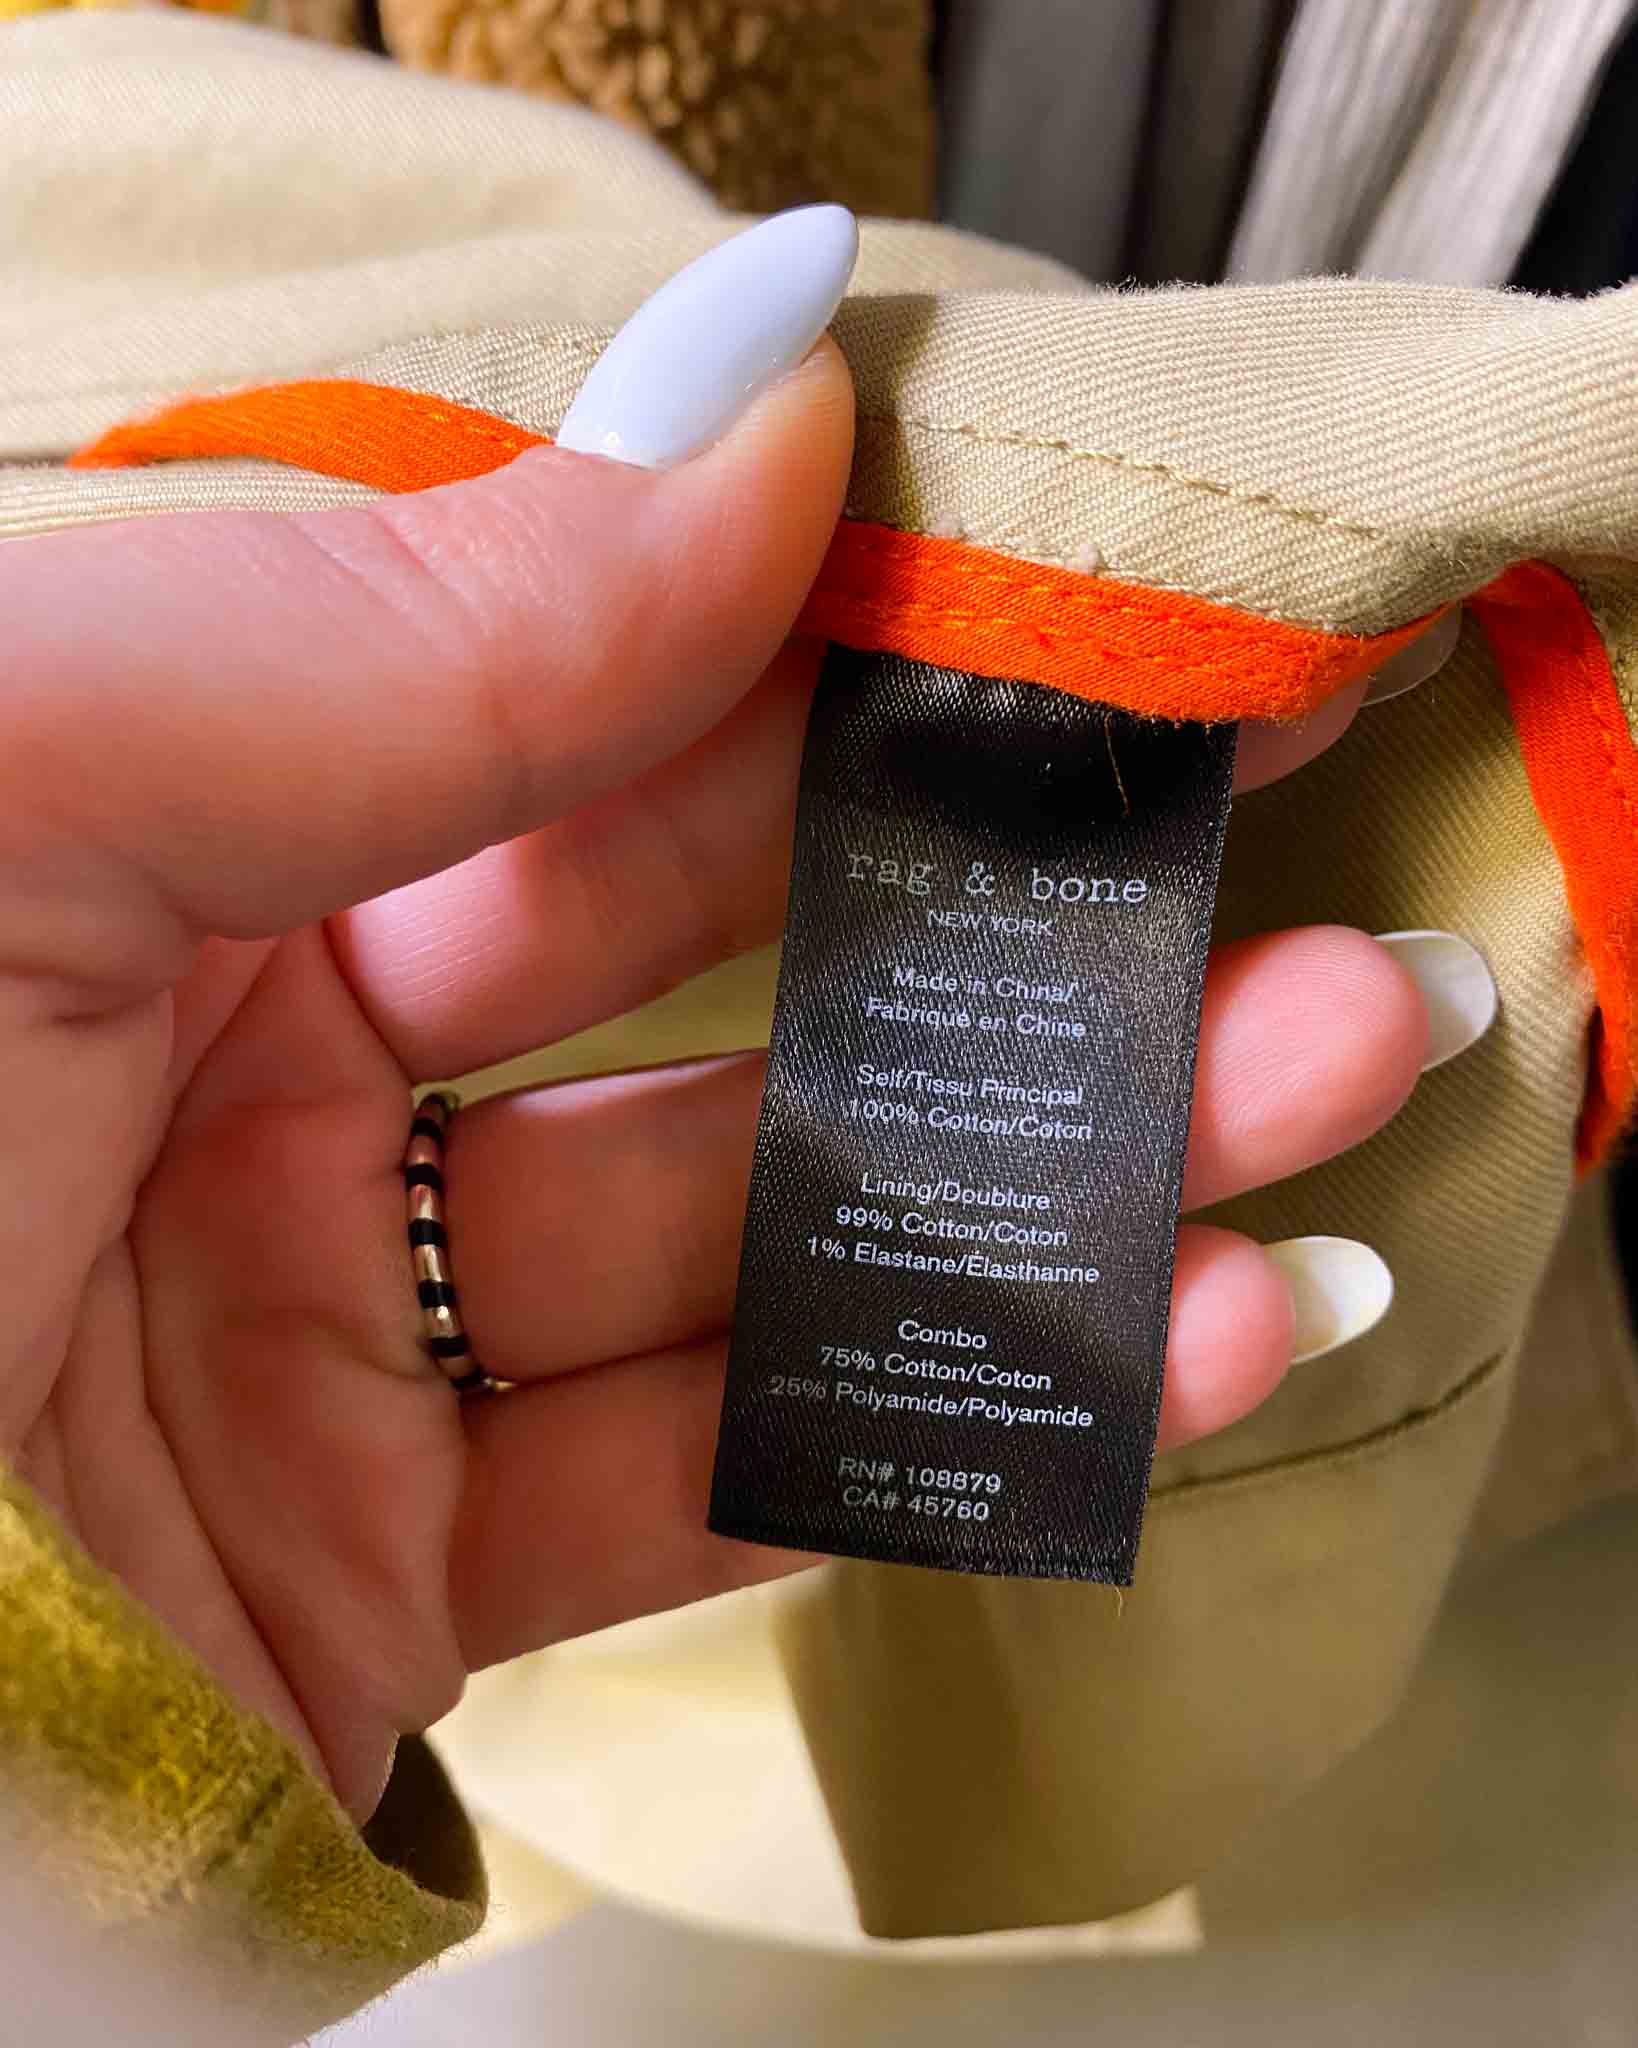 rag & bone
NEW YORK
Made in China/
Fabriqué en Chine
Self/Tissu Principal
100% Cotton/Coton
Lining/Doublure
99% Cotton/Coton
1% Elastane/Élasthanne
Combo
75% Cotton/Coton
25% Polyamide/Polyamide
RN# 108879
CA# 45760